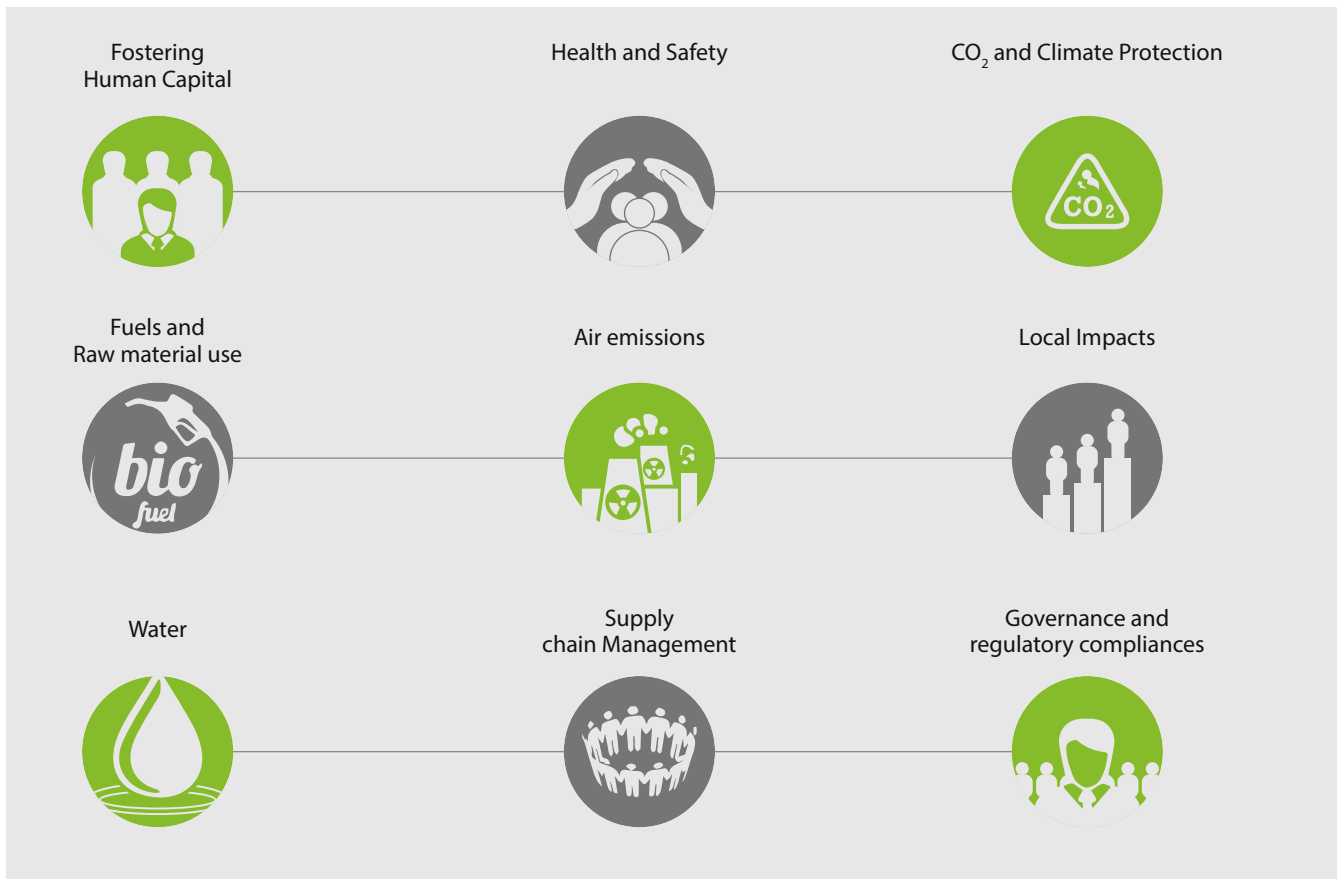 Fostering
Human Capital
Health and Safety
CO₂ and Climate Protection
CO₂
Fuels and
Raw material use
Air emissions
Local Impacts
bio
fuel
Water
Supply
chain Management
Governance and
regulatory compliances